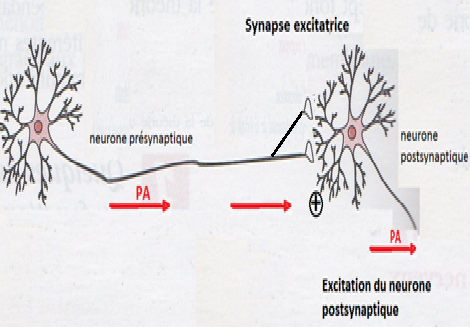 Synapse excitatrice
neurone présynaptique
neurone
postsynaptique
PA
+
PA
Excitation du neurone
postsynaptique